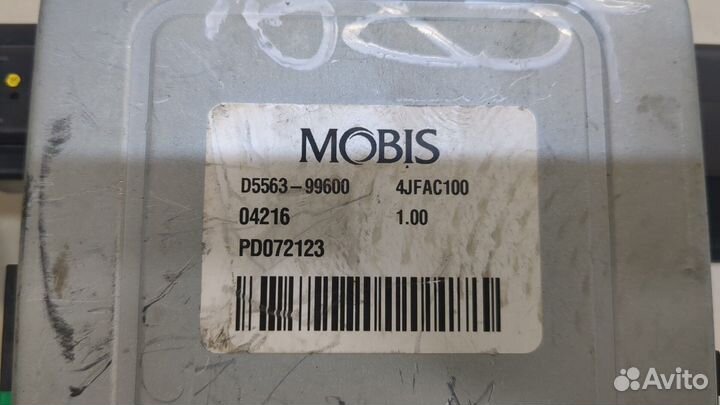 MOBIS
D5563-99600 4JFAC100
04216 1.00
PD072123
Avito